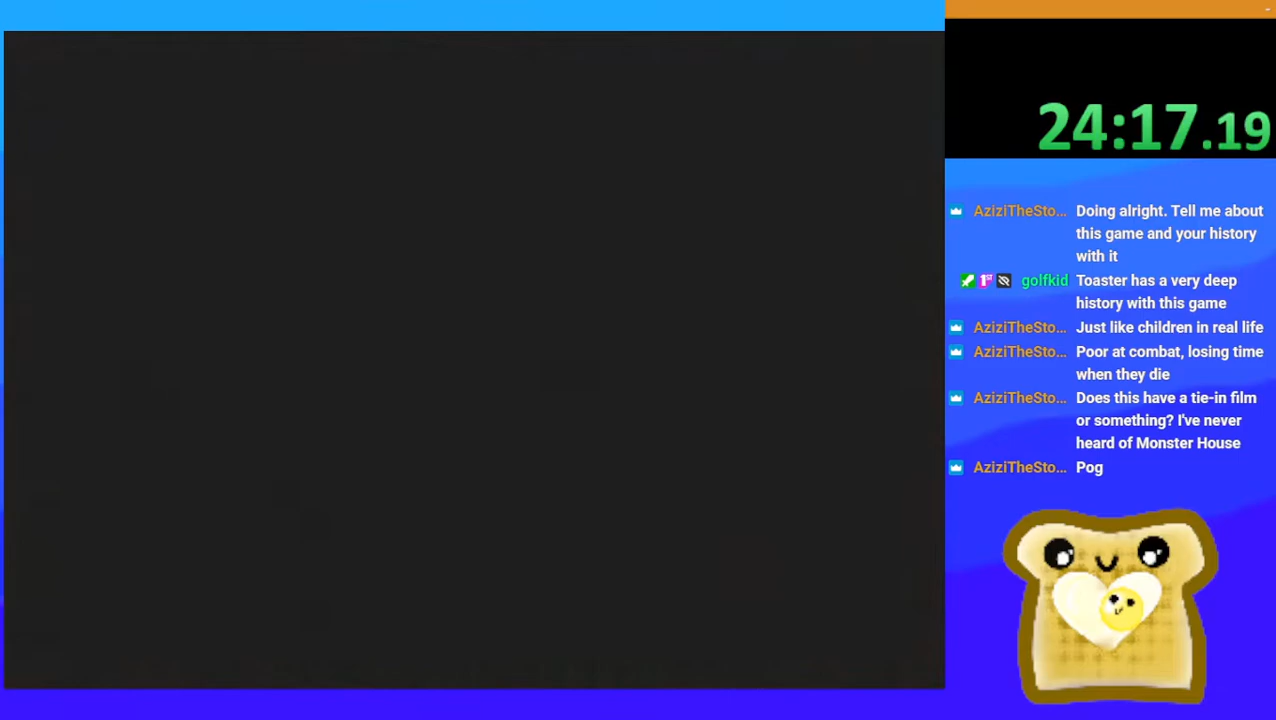 24:17.19
AziziTheSto... Doing alright. Tell me about
this game and your history
with it
golfkid Toaster has a very deep
history with this game
AziziTheSto... Just like children in real life
AziziTheSto... Poor at combat, losing time
when they die
AziziTheSto... Does this have a tie-in film
or something? I've never
heard of Monster House
AziziTheSto... Pog